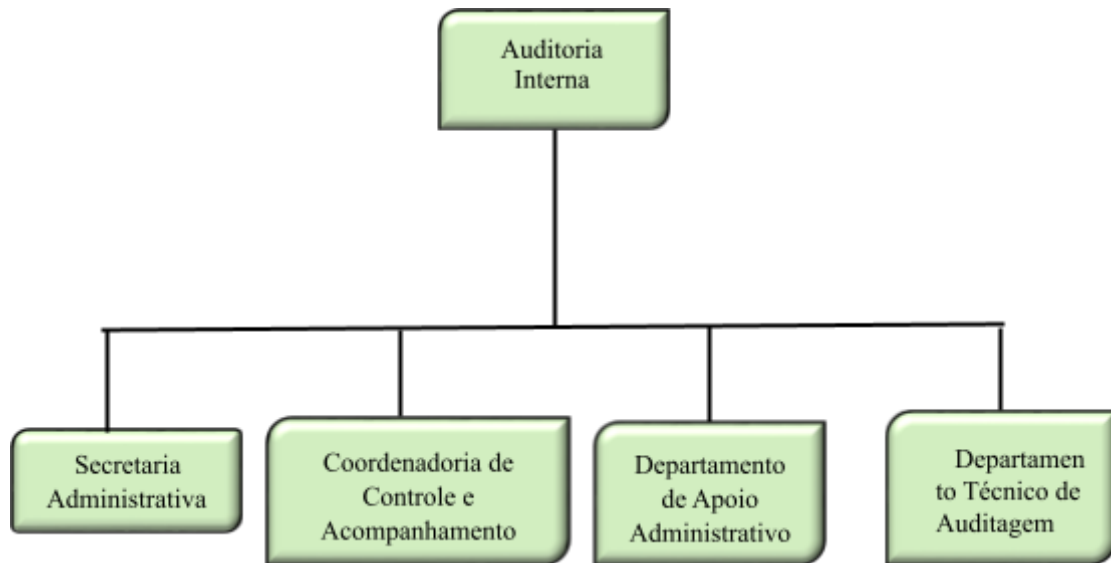 Auditoria
Interna
Secretaria
Administrativa
Coordenadoria de
Controle e
Acompanhamento
Departamento
de Apoio
Administrativo
Departamen
to Técnico de
Auditagem